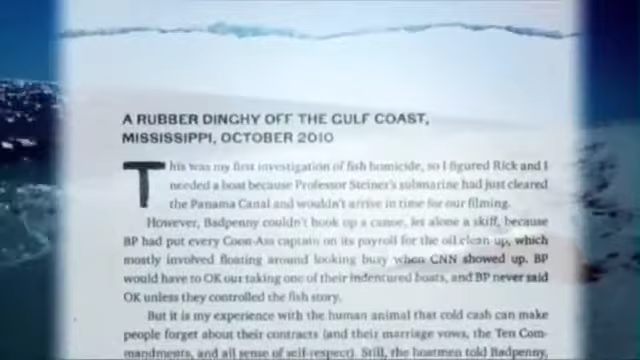 A RUBBER DINGHY OFF THE GULF COAST,
MISSISSIPPI, OCTOBER 2010
This was my first investigation of fish homicide, so I figured Rick and I
needed a boat because Professor Steiner's submarine had just cleared
the Panama Canal and wouldn't arrive in time for our filming.
However, Badpenny couldn't hook up a canoe, let alone a skiff, because
BP had put every Coon-Ass captain on its payroll for the oil clean-up, which
mostly involved floating around looking busy when CNN showed up. BP
would have to OK our taking one of their indentured boats, and BP never said
OK unless they controlled the fish story.
But it is my experience with the human animal that cold cash can make
people forget about their contracts (and their marriage vows, the Ten Com-
mandments, and all sense of self-respect). Still, the boatmen told Badpenny